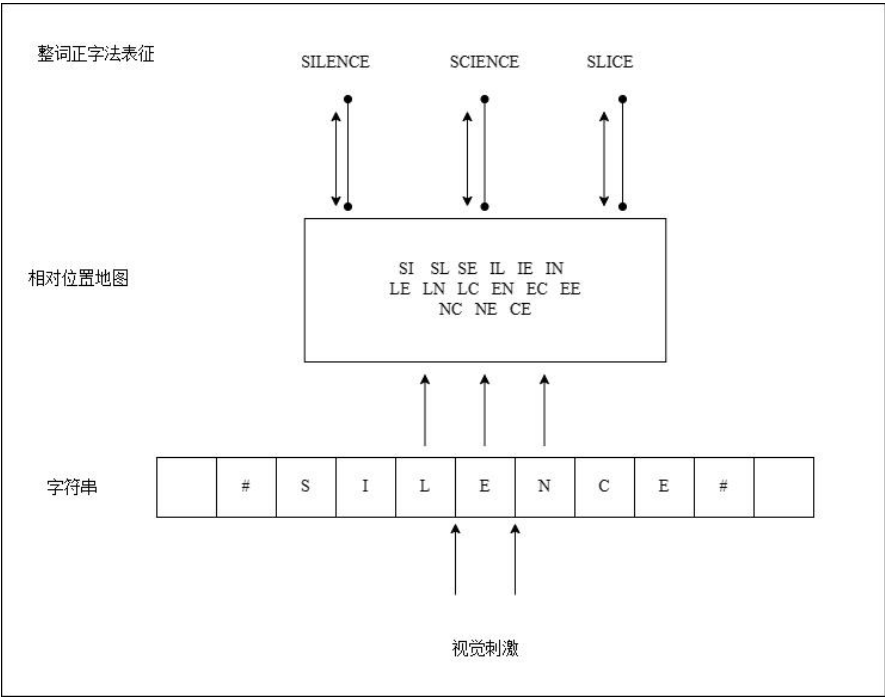 整词正字法表征
SILENCE SCIENCE SLICE
相对位置地图
SI SL SE IL IE IN
LE LN LC EN EC EE
NC NE CE
字符串
# S I L E N C E #
视觉刺激